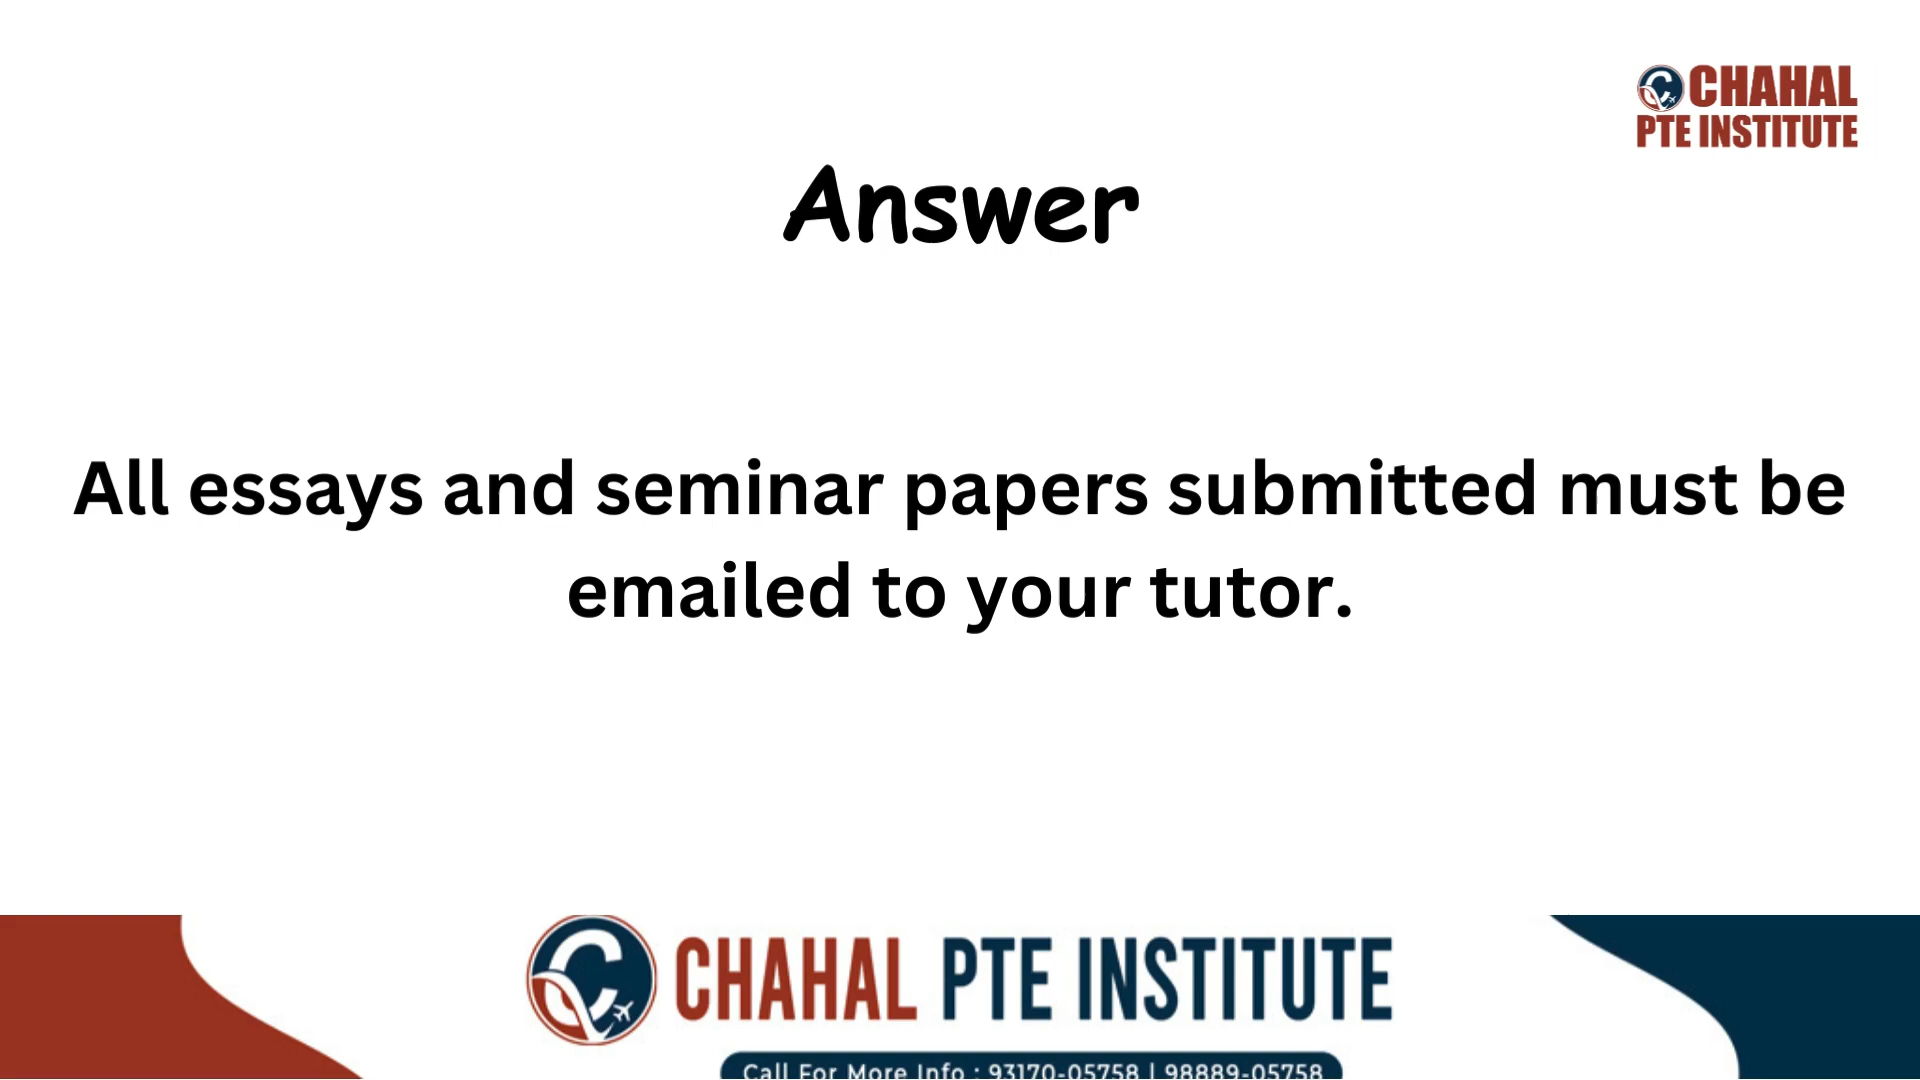 CHAHAL
PTE INSTITUTE
Answer
All essays and seminar papers submitted must be
emailed to your tutor.
CHAHAL PTE INSTITUTE
Call For More Info : 93170-05758 | 98889-05758